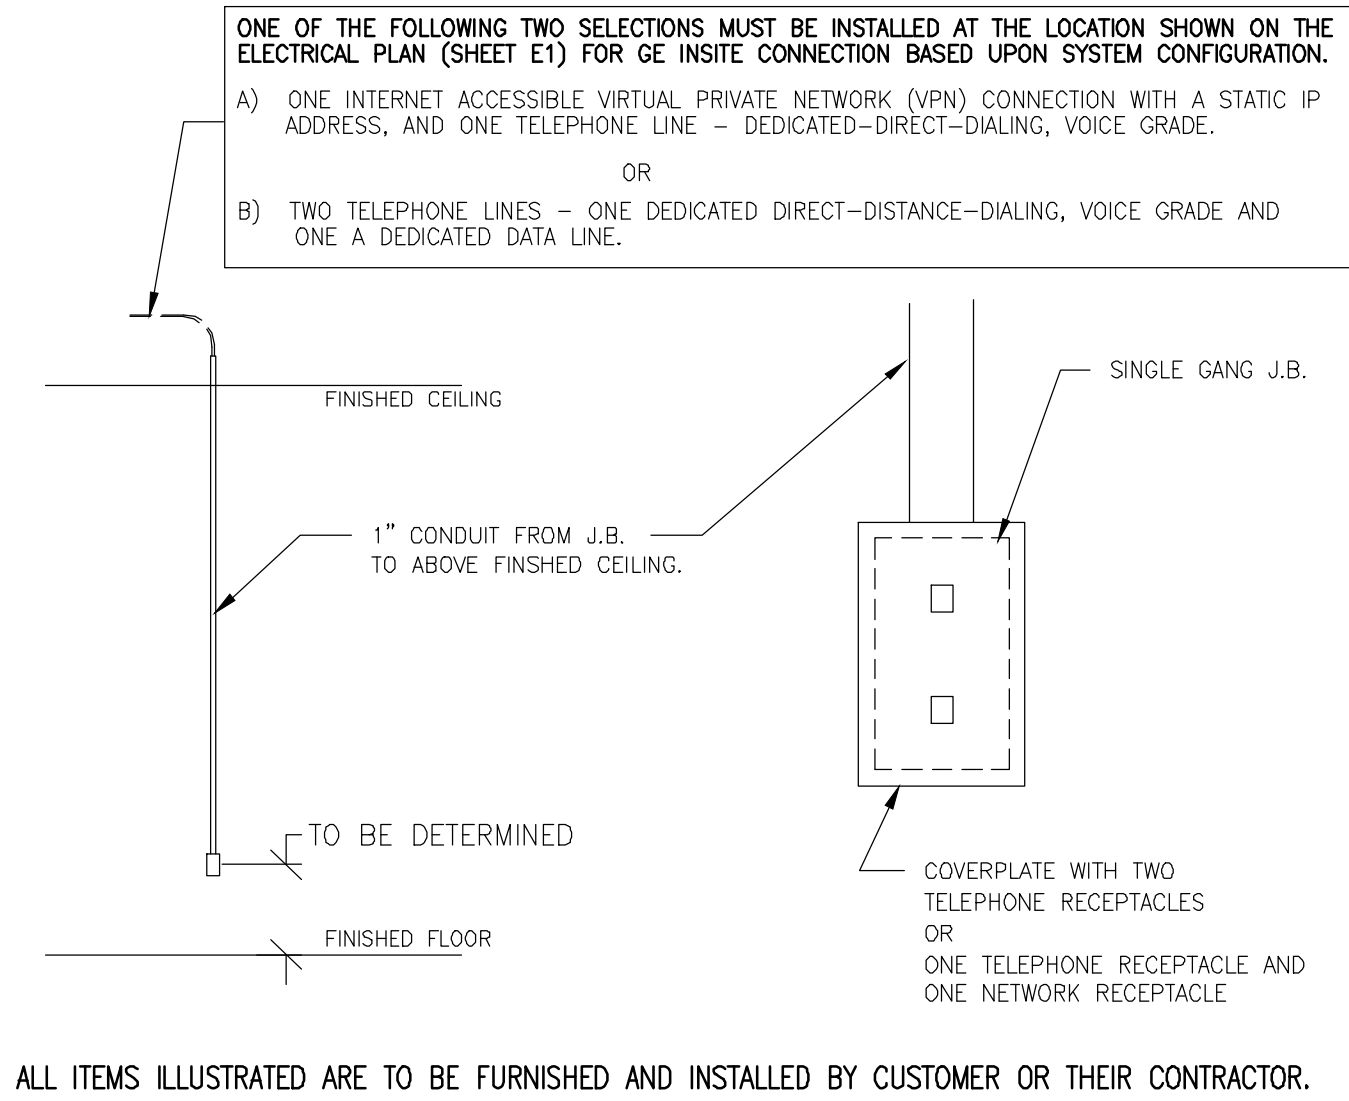 ONE OF THE FOLLOWING TWO SELECTIONS MUST BE INSTALLED AT THE LOCATION SHOWN ON THE
ELECTRICAL PLAN (SHEET E1) FOR GE INSITE CONNECTION BASED UPON SYSTEM CONFIGURATION.
A) ONE INTERNET ACCESSIBLE VIRTUAL PRIVATE NETWORK (VPN) CONNECTION WITH A STATIC IP
ADDRESS, AND ONE TELEPHONE LINE – DEDICATED–DIRECT–DIALING, VOICE GRADE.
OR
B) TWO TELEPHONE LINES – ONE DEDICATED DIRECT–DISTANCE–DIALING, VOICE GRADE AND
ONE A DEDICATED DATA LINE.
FINISHED CEILING
SINGLE GANG J.B.
1" CONDUIT FROM J.B.
TO ABOVE FINSHED CEILING.
TO BE DETERMINED
FINISHED FLOOR
COVERPLATE WITH TWO
TELEPHONE RECEPTACLES
OR
ONE TELEPHONE RECEPTACLE AND
ONE NETWORK RECEPTACLE
ALL ITEMS ILLUSTRATED ARE TO BE FURNISHED AND INSTALLED BY CUSTOMER OR THEIR CONTRACTOR.